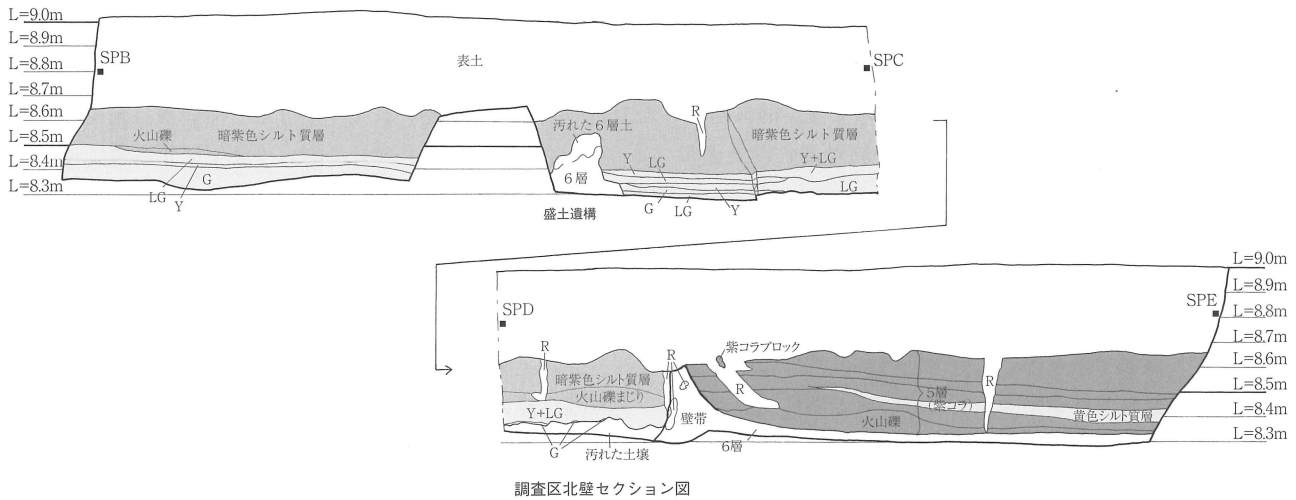 L=9.0m
L=8.9m
L=8.8m
L=8.7m
L=8.6m
L=8.5m
L=8.4m
L=8.3m
SPB
SPC
表土
火山礫
暗紫色シルト質層
LG
Y
G
汚れた6層土
6層
盛土遺構
R
Y
LG
G
LG
Y
暗紫色シルト質層
Y+LG
LG
L=9.0m
L=8.9m
L=8.8m
L=8.7m
L=8.6m
L=8.5m
L=8.4m
L=8.3m
SPD
SPE
R
暗紫色シルト質層
火山礫まじり
Y+LG
G
汚れた土壌
R
壁帯
紫コラブロック
R
6層
火山礫
5層
(紫コラ)
R
黄色シルト質層
調査区北壁セクション図